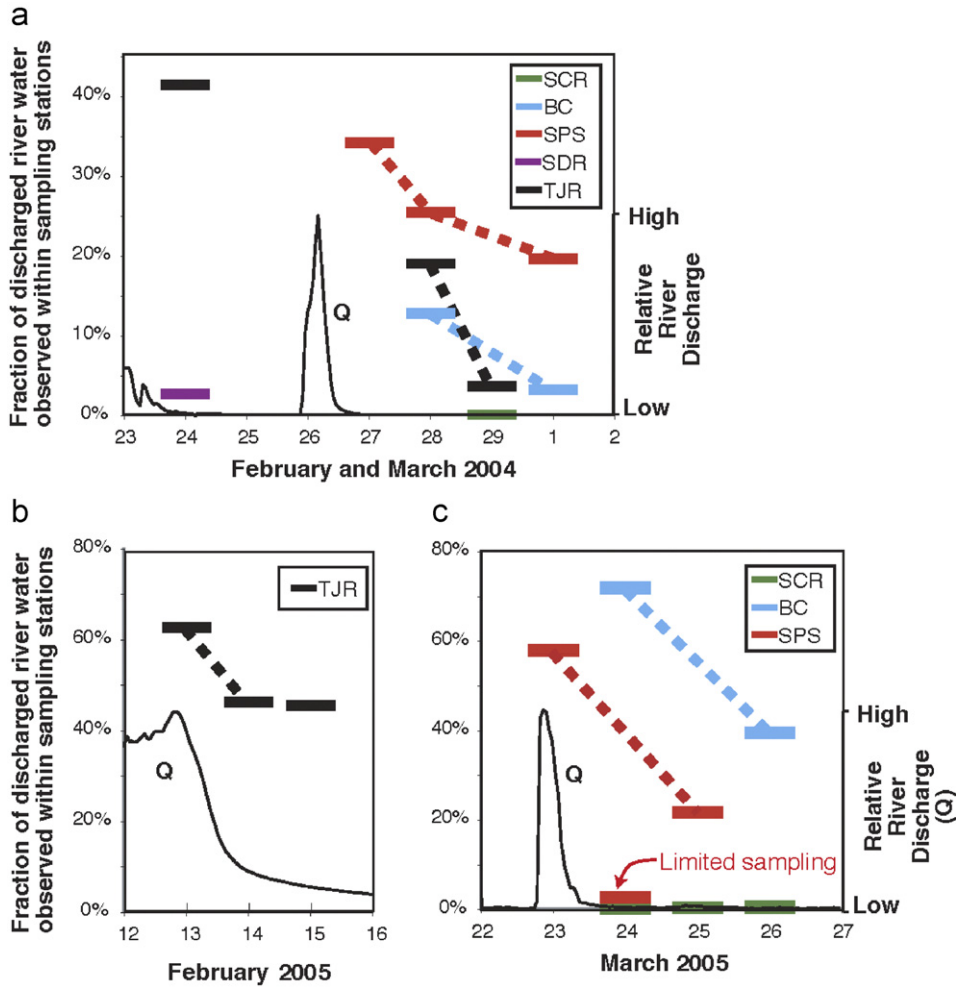 a
Fraction of discharged river water
observed within sampling stations
40%
30%
20%
10%
0%
SCR
BC
SPS
SDR
TJR
Q
High
Relative
River
Discharge
Low
23 24 25 26 27 28 29 1 2
February and March 2004
b
Fraction of discharged river water
observed within sampling stations
80%
60%
40%
20%
0%
TJR
Q
12 13 14 15 16
February 2005
c
80%
60%
40%
20%
0%
SCR
BC
SPS
Q
Limited sampling
High
Relative
River
Discharge
(Q)
Low
22 23 24 25 26 27
March 2005